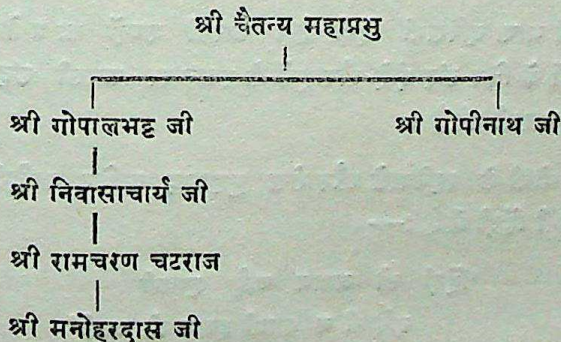 श्री चैतन्य महाप्रभु
श्री गोपालभट्ट जी श्री गोपीनाथ जी
श्री निवासाचार्य जी
श्री रामचरण चटराज
श्री मनोहरदास जी